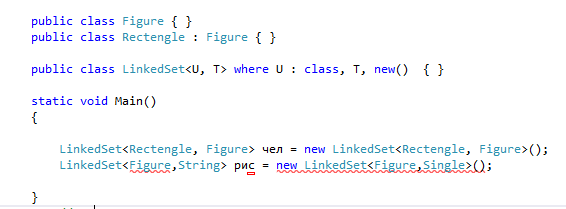 public class Figure { }
public class Rectengle : Figure { }
public class LinkedSet<U, T> where U : class, T, new()  { }
static void Main()
{
LinkedSet<Rectengle, Figure> чел = new LinkedSet<Rectengle, Figure>();
LinkedSet<Figure,String> рис = new LinkedSet<Figure,Single>();
}